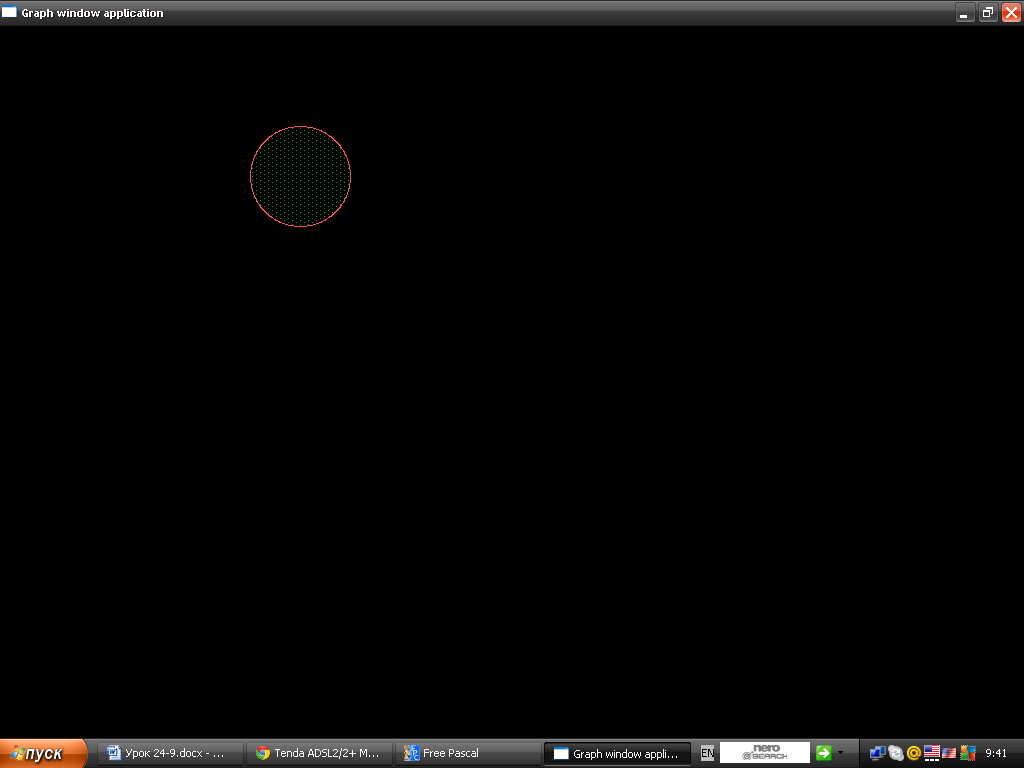 Graph window application
пуск
Урок 24-9.docx - ...
Tenda ADSL2/2+ M...
Free Pascal
Graph window appli...
EN
nero
SEARCH
9:41